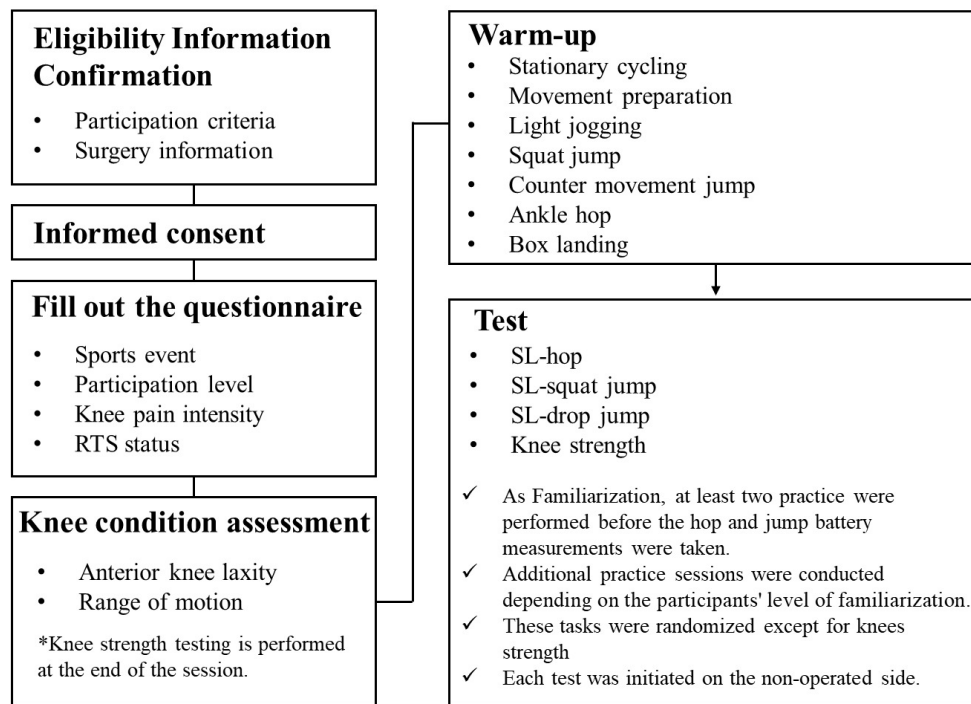 Eligibility Information
Confirmation
• Participation criteria
• Surgery information
Informed consent
Fill out the questionnaire
• Sports event
• Participation level
• Knee pain intensity
• RTS status
Knee condition assessment
• Anterior knee laxity
• Range of motion
*Knee strength testing is performed
at the end of the session.
Warm-up
• Stationary cycling
• Movement preparation
• Light jogging
• Squat jump
• Counter movement jump
• Ankle hop
• Box landing
Test
• SL-hop
• SL-squat jump
• SL-drop jump
• Knee strength
✓ As Familiarization, at least two practice were
performed before the hop and jump battery
measurements were taken.
✓ Additional practice sessions were conducted
depending on the participants' level of familiarization.
✓ These tasks were randomized except for knees
strength
✓ Each test was initiated on the non-operated side.